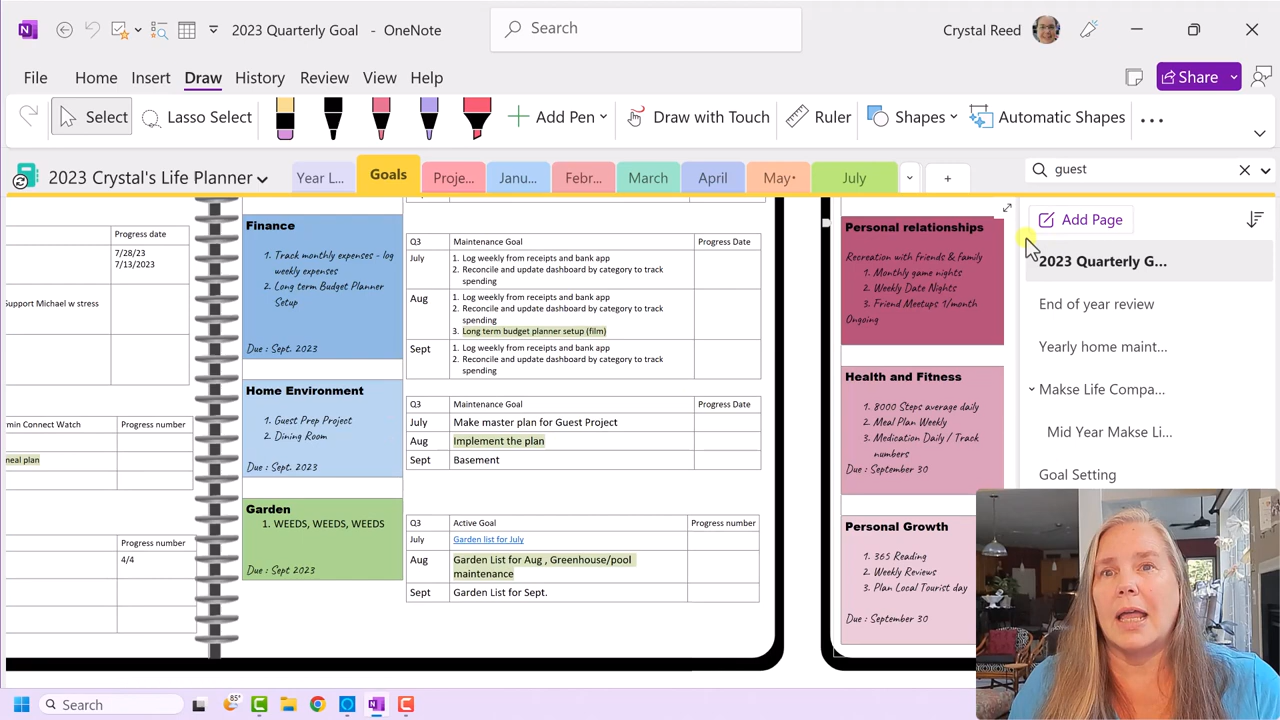 2023 Quarterly Goal - OneNote
Search
Crystal Reed
File Home Insert Draw History Review View Help
Share
Select
Lasso Select
Add Pen
Draw with Touch
Ruler
Shapes
Automatic Shapes
2023 Crystal's Life Planner
Year L...
Goals
Proje...
Janu...
Febr...
March
April
May
July
guest
Progress date
7/28/23
7/13/2023
Support Michael w stress
min Connect Watch
Progress number
meal plan
Progress number
4/4
Finance
1. Track monthly expenses - log
weekly expenses
2. Long term Budget Planner
Setup
Due : Sept. 2023
Q3 Maintenance Goal Progress Date
July 1. Log weekly from receipts and bank app
2. Reconcile and update dashboard by category to track
spending
Aug 1. Log weekly from receipts and bank app
2. Reconcile and update dashboard by category to track
spending
3. Long term budget planner setup (film)
Sept 1. Log weekly from receipts and bank app
2. Reconcile and update dashboard by category to track
spending
Home Environment
1. Guest Prep Project
2. Dining Room
Due : Sept. 2023
Q3 Maintenance Goal Progress Date
July Make master plan for Guest Project
Aug Implement the plan
Sept Basement
Garden
1. WEEDS, WEEDS, WEEDS
Due : Sept 2023
Q3 Active Goal Progress number
July Garden list for July
Aug Garden List for Aug , Greenhouse/pool
maintenance
Sept Garden List for Sept.
Personal relationships
Recreation with friends & family
1. Monthly game nights
2. Weekly Date Nights
3. Friend Meetups 1/month
Ongoing
Health and Fitness
1. 8000 Steps average daily
2. Meal Plan Weekly
3. Medication Daily / Track
numbers
Due : September 30
Personal Growth
1. 365 Reading
2. Weekly Reviews
3. Plan Local Tourist day
Due : September 30
Add Page
2023 Quarterly G...
End of year review
Yearly home maint...
Makse Life Compa...
Mid Year Makse Li...
Goal Setting
Search
85°